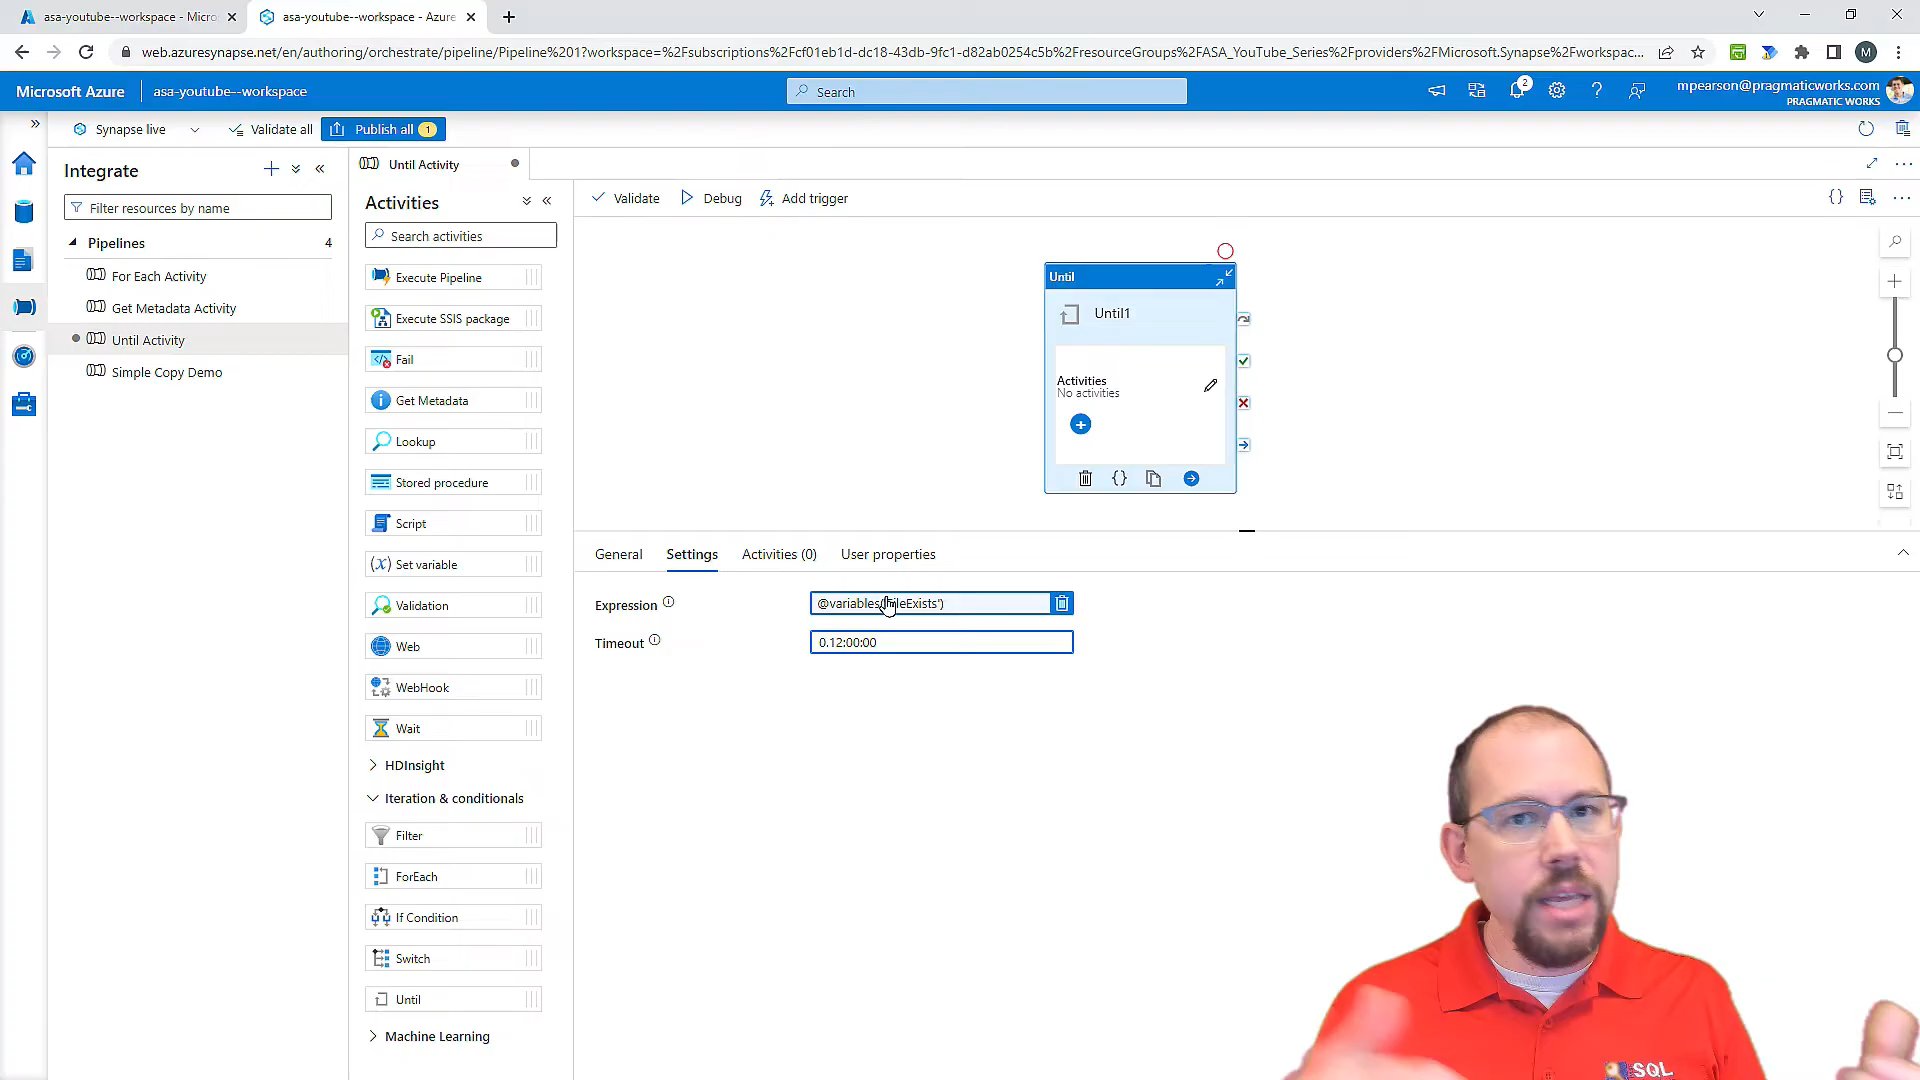 asa-youtube--workspace - Micro
asa-youtube--workspace - Azure
web.azuresynapse.net/en/authoring/orchestrate/pipeline/Pipeline%201?workspace=%2Fsubscriptions%2Fcf01eb1d-dc18-43db-9fc1-d82ab0254c5b%2FresourceGroups%2FASA_YouTube_Series%2Fproviders%2FMicrosoft.Synapse%2Fworkspac...
M
Microsoft Azure
asa-youtube--workspace
Search
2
mpearson@pragmaticworks.com
PRAGMATIC WORKS
Synapse live
Validate all
Publish all
1
Integrate
Filter resources by name
Pipelines
4
For Each Activity
Get Metadata Activity
Until Activity
Simple Copy Demo
Until Activity
Activities
Search activities
Execute Pipeline
Execute SSIS package
Fail
Get Metadata
Lookup
Stored procedure
Script
(x) Set variable
Validation
Web
WebHook
Wait
HDInsight
Iteration & conditionals
Filter
ForEach
If Condition
Switch
Until
Machine Learning
Validate
Debug
Add trigger
Until
Until1
Activities
No activities
General
Settings
Activities (0)
User properties
Expression
@variables('FileExists')
Timeout
0.12:00:00
SQL